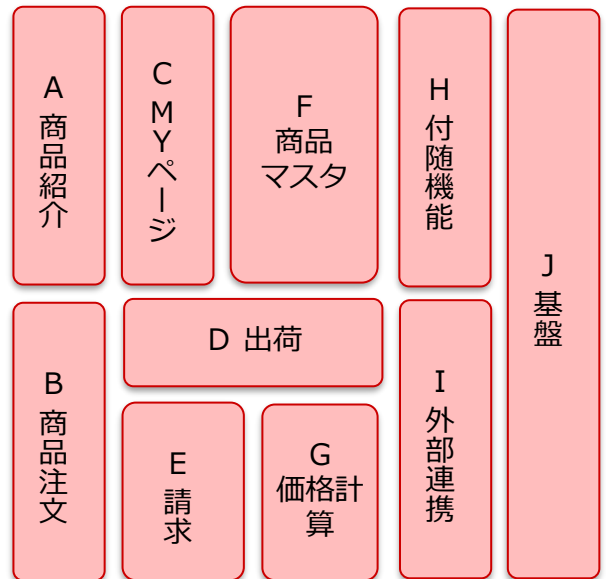 A 商品紹介
C MYページ
F
商品
マスタ
H 付随機能
J 基盤
B 商品注文
D 出荷
E 請求
G
価格計
算
I 外部連携